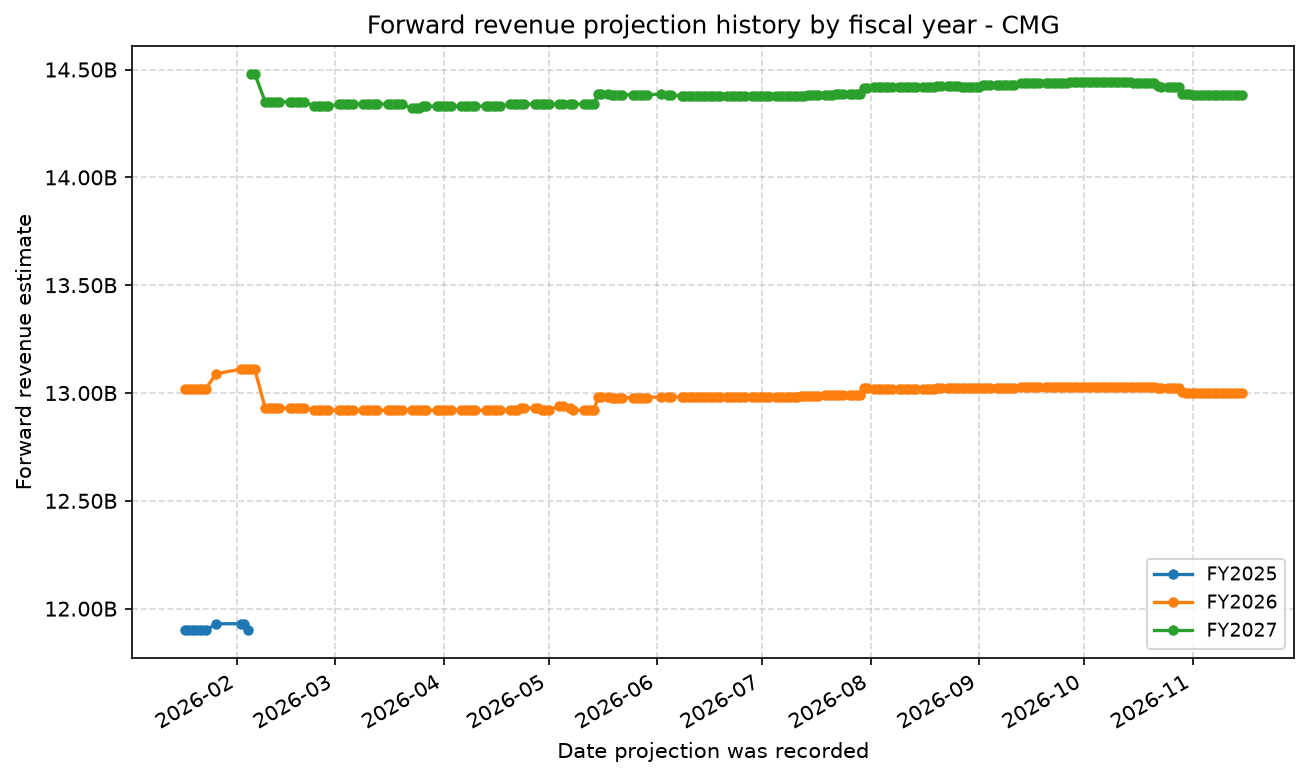 Forward revenue projection history by fiscal year - CMG
Forward revenue estimate
14.50B
14.00B
13.50B
13.00B
12.50B
12.00B
FY2025
FY2026
FY2027
2026-02
2026-03
2026-04
2026-05
2026-06
2026-07
2026-08
2026-09
2026-10
2026-11
Date projection was recorded